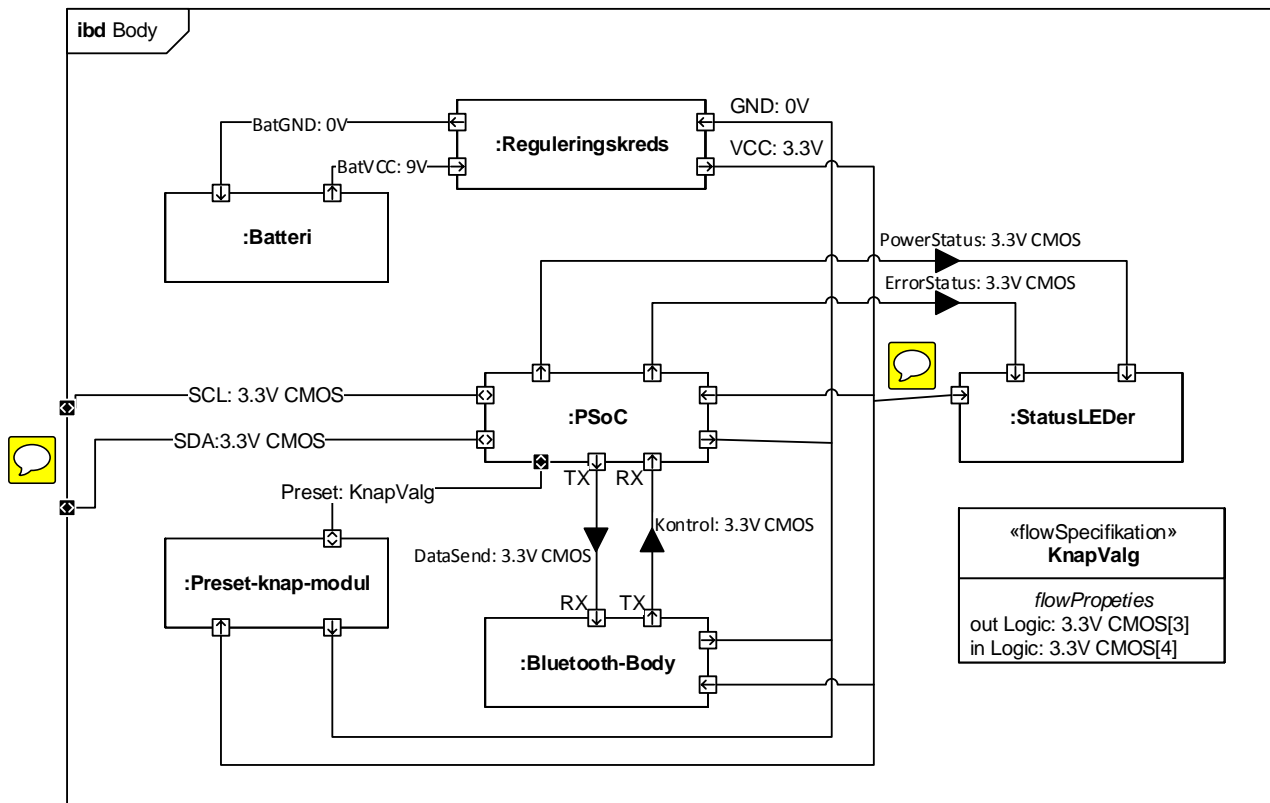 ibd Body
GND: 0V
BatGND: 0V
:Reguleringskreds
VCC: 3.3V
BatVCC: 9V
:Batteri
PowerStatus: 3.3V CMOS
ErrorStatus: 3.3V CMOS
SCL: 3.3V CMOS
:PSoC
:StatusLEDer
SDA:3.3V CMOS
TX
RX
Preset: KnapValg
Kontrol: 3.3V CMOS
«flowSpecifikation»
KnapValg
DataSend: 3.3V CMOS
:Preset-knap-modul
flowPropeties
out Logic: 3.3V CMOS[3]
in Logic: 3.3V CMOS[4]
RX
TX
:Bluetooth-Body